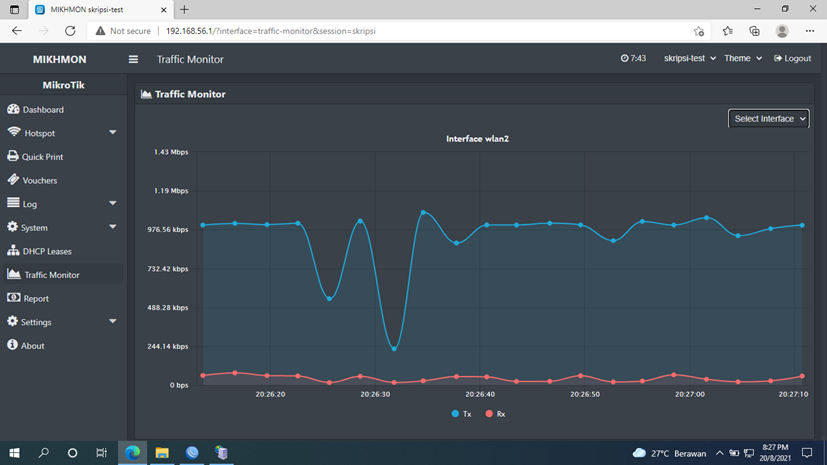 MIKHMON skripsi-test
Not secure 192.168.56.1/?interface=traffic-monitor&session=skripsi
MIKHMON
Traffic Monitor
7:43
skripsi-test
Theme
Logout
MikroTik
Dashboard
Hotspot
Quick Print
Vouchers
Log
System
DHCP Leases
Traffic Monitor
Report
Settings
About
Traffic Monitor
Select Interface
Interface wlan2
1.43 Mbps
1.19 Mbps
976.56 kbps
732.42 kbps
488.28 kbps
244.14 kbps
0 bps
20:26:20 20:26:30 20:26:40 20:26:50 20:27:00 20:27:10
Tx Rx
27°C Berawan
8:27 PM
20/8/2021